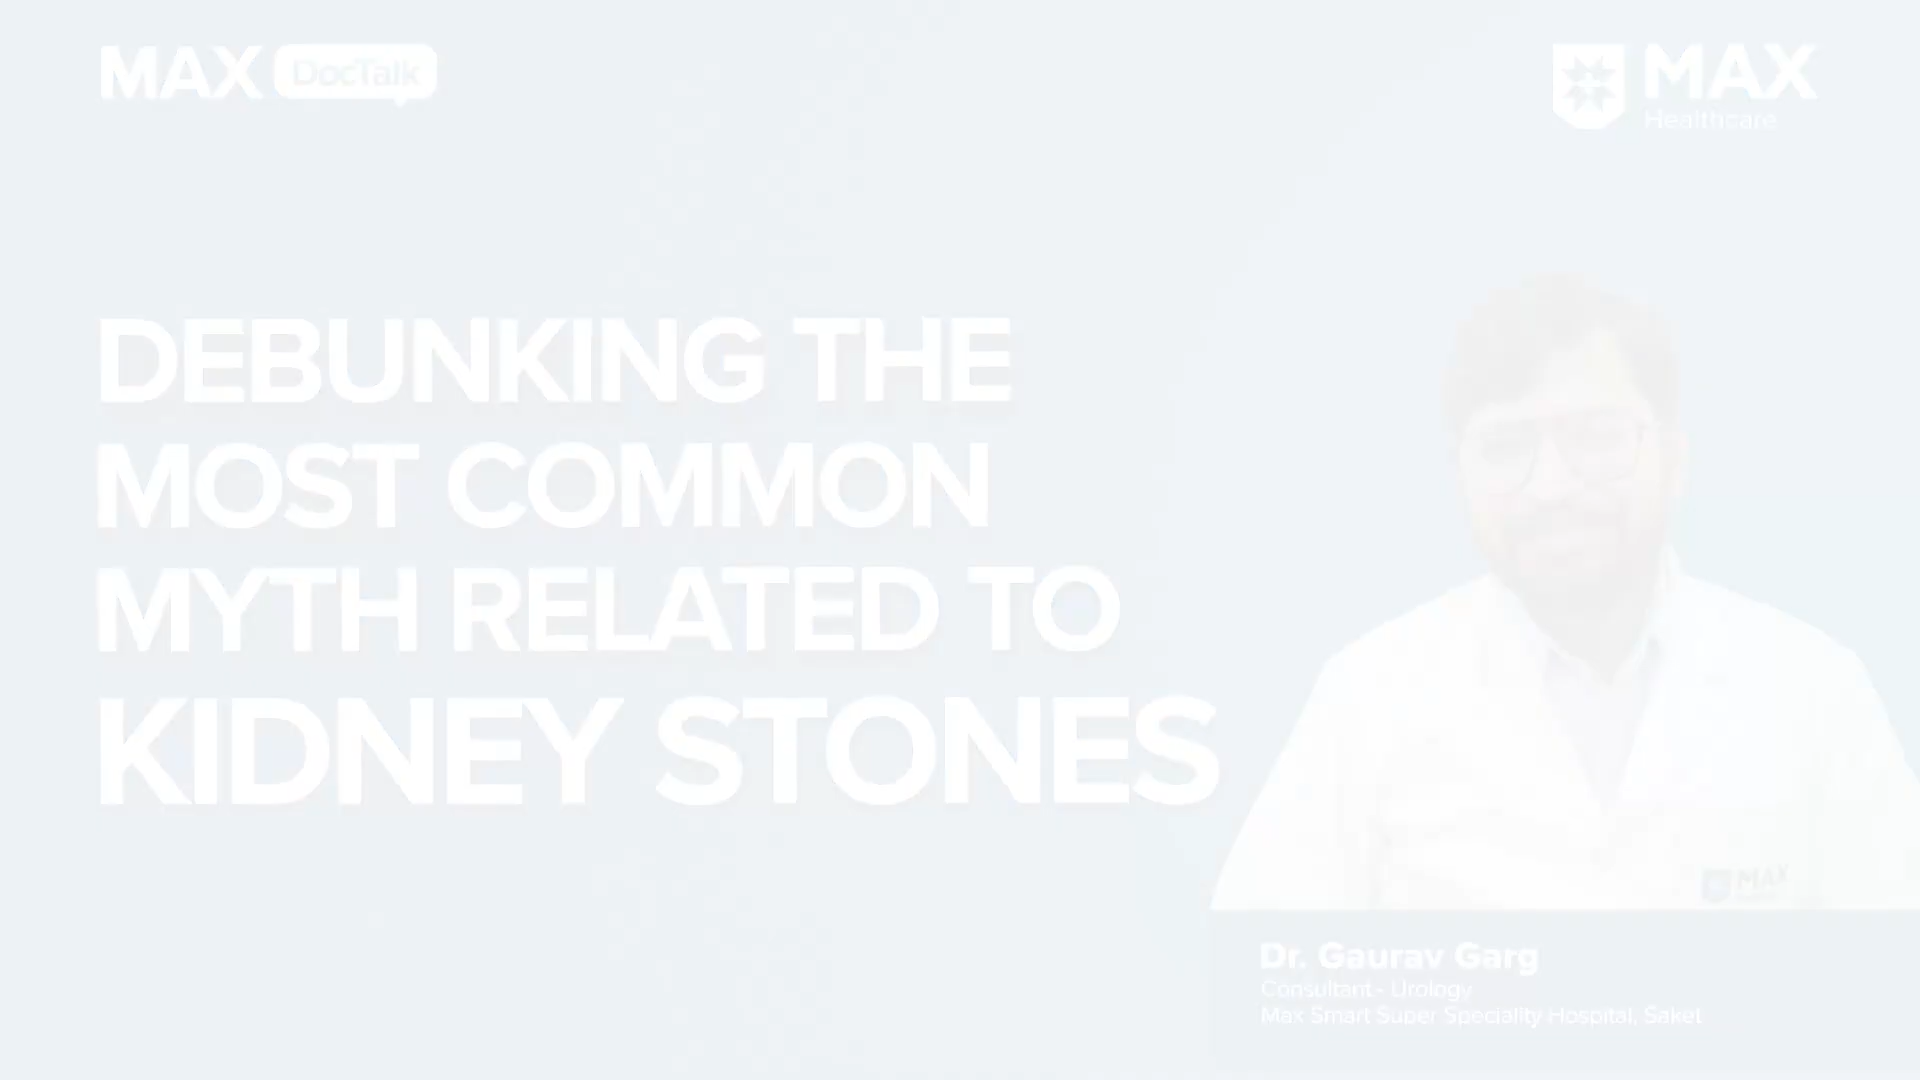 MAX DocTalk
MAX
Healthcare
DEBUNKING THE
MOST COMMON
MYTH RELATED TO
KIDNEY STONES
MAX
Dr. Gaurav Garg
Consultant - Urology
Max Smart Super Speciality Hospital, Saket